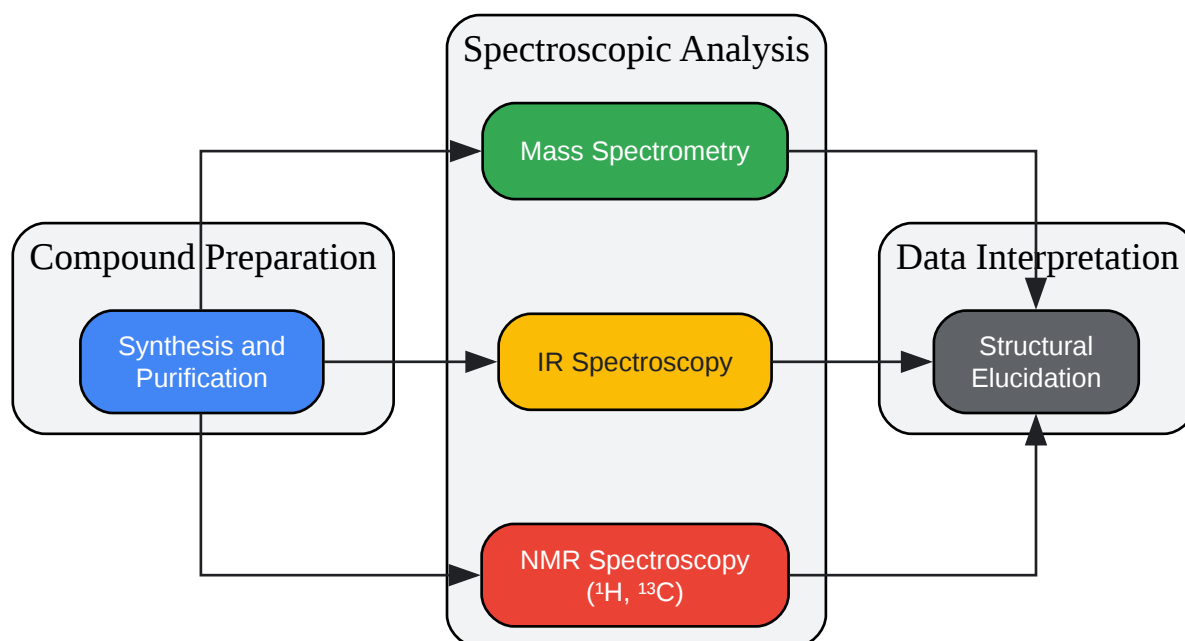 Spectroscopic Analysis
Mass Spectrometry
Compound Preparation
Data Interpretation
Synthesis and
Purification
IR Spectroscopy
Structural
Elucidation
NMR Spectroscopy
(¹H, ¹³C)